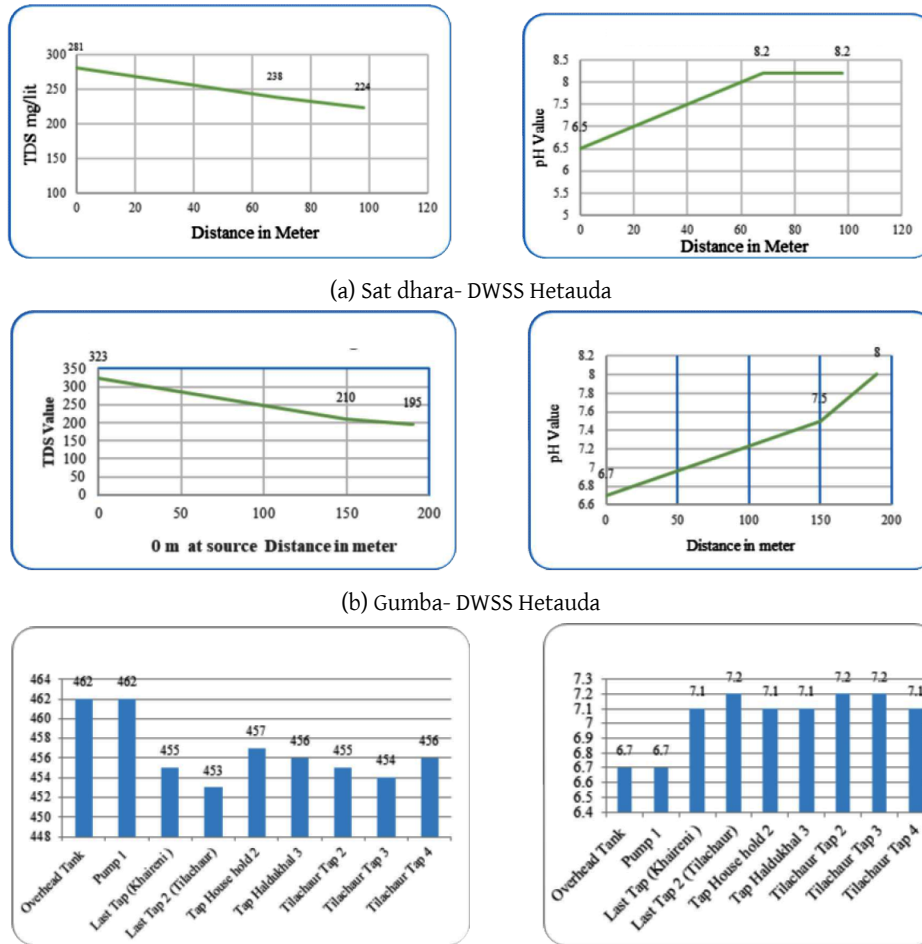 281
300
250
200
150
100
238
224
TDS mg/lit
0 20 40 60 80 100 120
Distance in Meter
8.5
8
7.5
7
6.5
6
5.5
5
6.5
8.2
8.2
pH Value
0 20 40 60 80 100 120
Distance in Meter
(a) Sat dhara- DWSS Hetauda
323
350
300
250
200
150
100
50
0
210
195
TDS Value
0 50 100 150 200
0 m at source Distance in meter
8.2
8
7.8
7.6
7.4
7.2
7
6.8
6.6
6.7
7.5
8
pH Value
0 50 100 150 200
Distance in meter
(b) Gumba- DWSS Hetauda
464
462
460
458
456
454
452
450
448
462 462 455 453 457 456 455 454 456
Overhead Tank
Pump 1
Last Tap (Khaireni )
Last Tap 2 (Tilachaur)
Tap House hold 2
Tap Haldukhal 3
Tilachaur Tap 2
Tilachaur Tap 3
Tilachaur Tap 4
7.3
7.2
7.1
7
6.9
6.8
6.7
6.6
6.5
6.4
6.7 6.7 7.1 7.2 7.1 7.1 7.2 7.2 7.1
Overhead Tank
Pump 1
Last Tap (Khaireni )
Last Tap 2 (Tilachaur)
Tap House hold 2
Tap Haldukhal 3
Tilachaur Tap 2
Tilachaur Tap 3
Tilachaur Tap 4